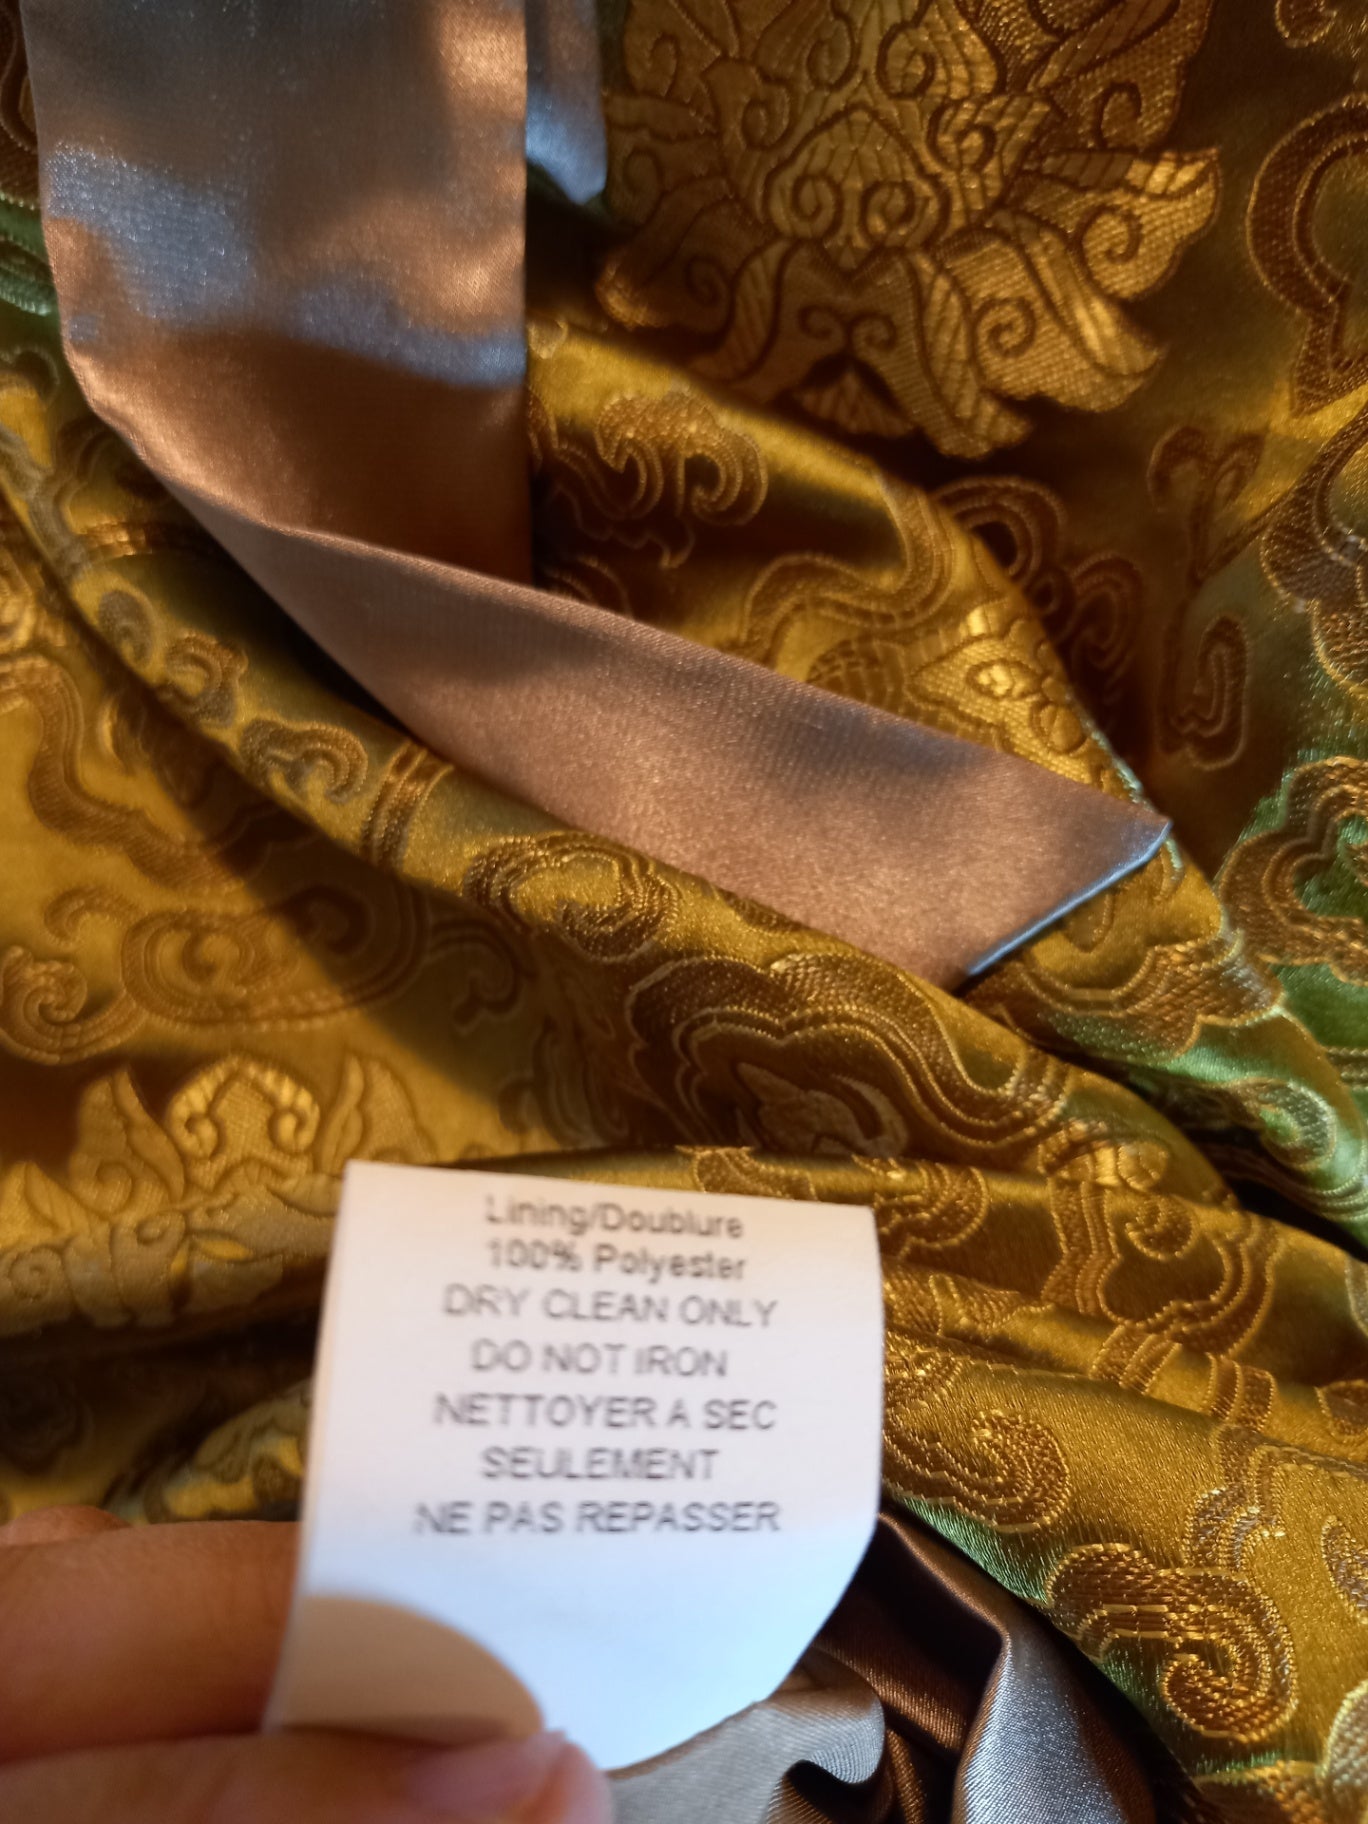 Lining/Doublure
100% Polyester
DRY CLEAN ONLY
DO NOT IRON
NETTOYER A SEC
SEULEMENT
NE PAS REPASSER